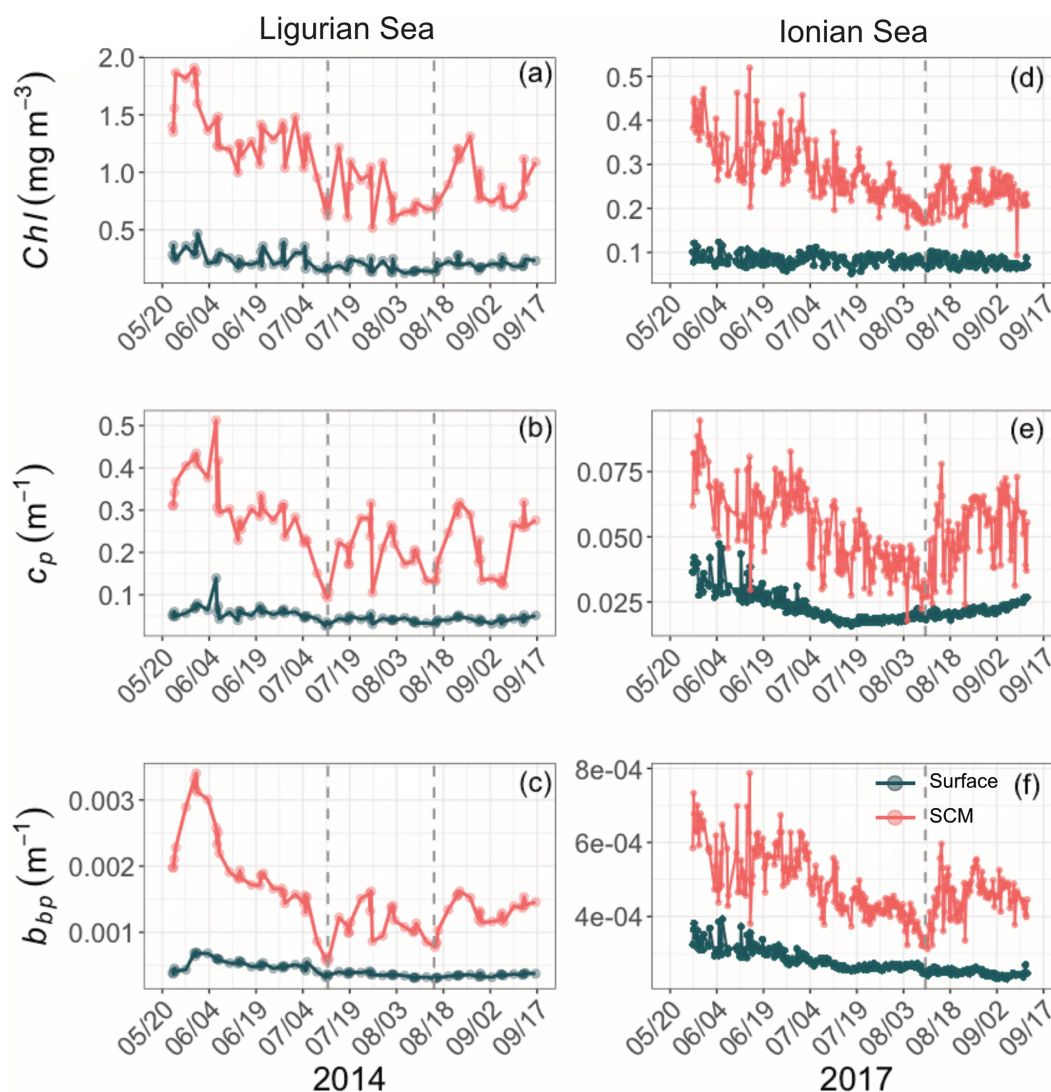 Ligurian Sea
Ionian Sea
Chl (mg m⁻³)
2.0
1.5
1.0
0.5
(a)
05/20 06/04 06/19 07/04 07/19 08/03 08/18 09/02 09/17
0.5
0.4
0.3
0.2
0.1
(d)
05/20 06/04 06/19 07/04 07/19 08/03 08/18 09/02 09/17
cₚ (m⁻¹)
0.5
0.4
0.3
0.2
0.1
(b)
05/20 06/04 06/19 07/04 07/19 08/03 08/18 09/02 09/17
0.075
0.050
0.025
(e)
05/20 06/04 06/19 07/04 07/19 08/03 08/18 09/02 09/17
b_bp (m⁻¹)
0.003
0.002
0.001
(c)
05/20 06/04 06/19 07/04 07/19 08/03 08/18 09/02 09/17
2014
8e-04
6e-04
4e-04
Surface
SCM
(f)
05/20 06/04 06/19 07/04 07/19 08/03 08/18 09/02 09/17
2017